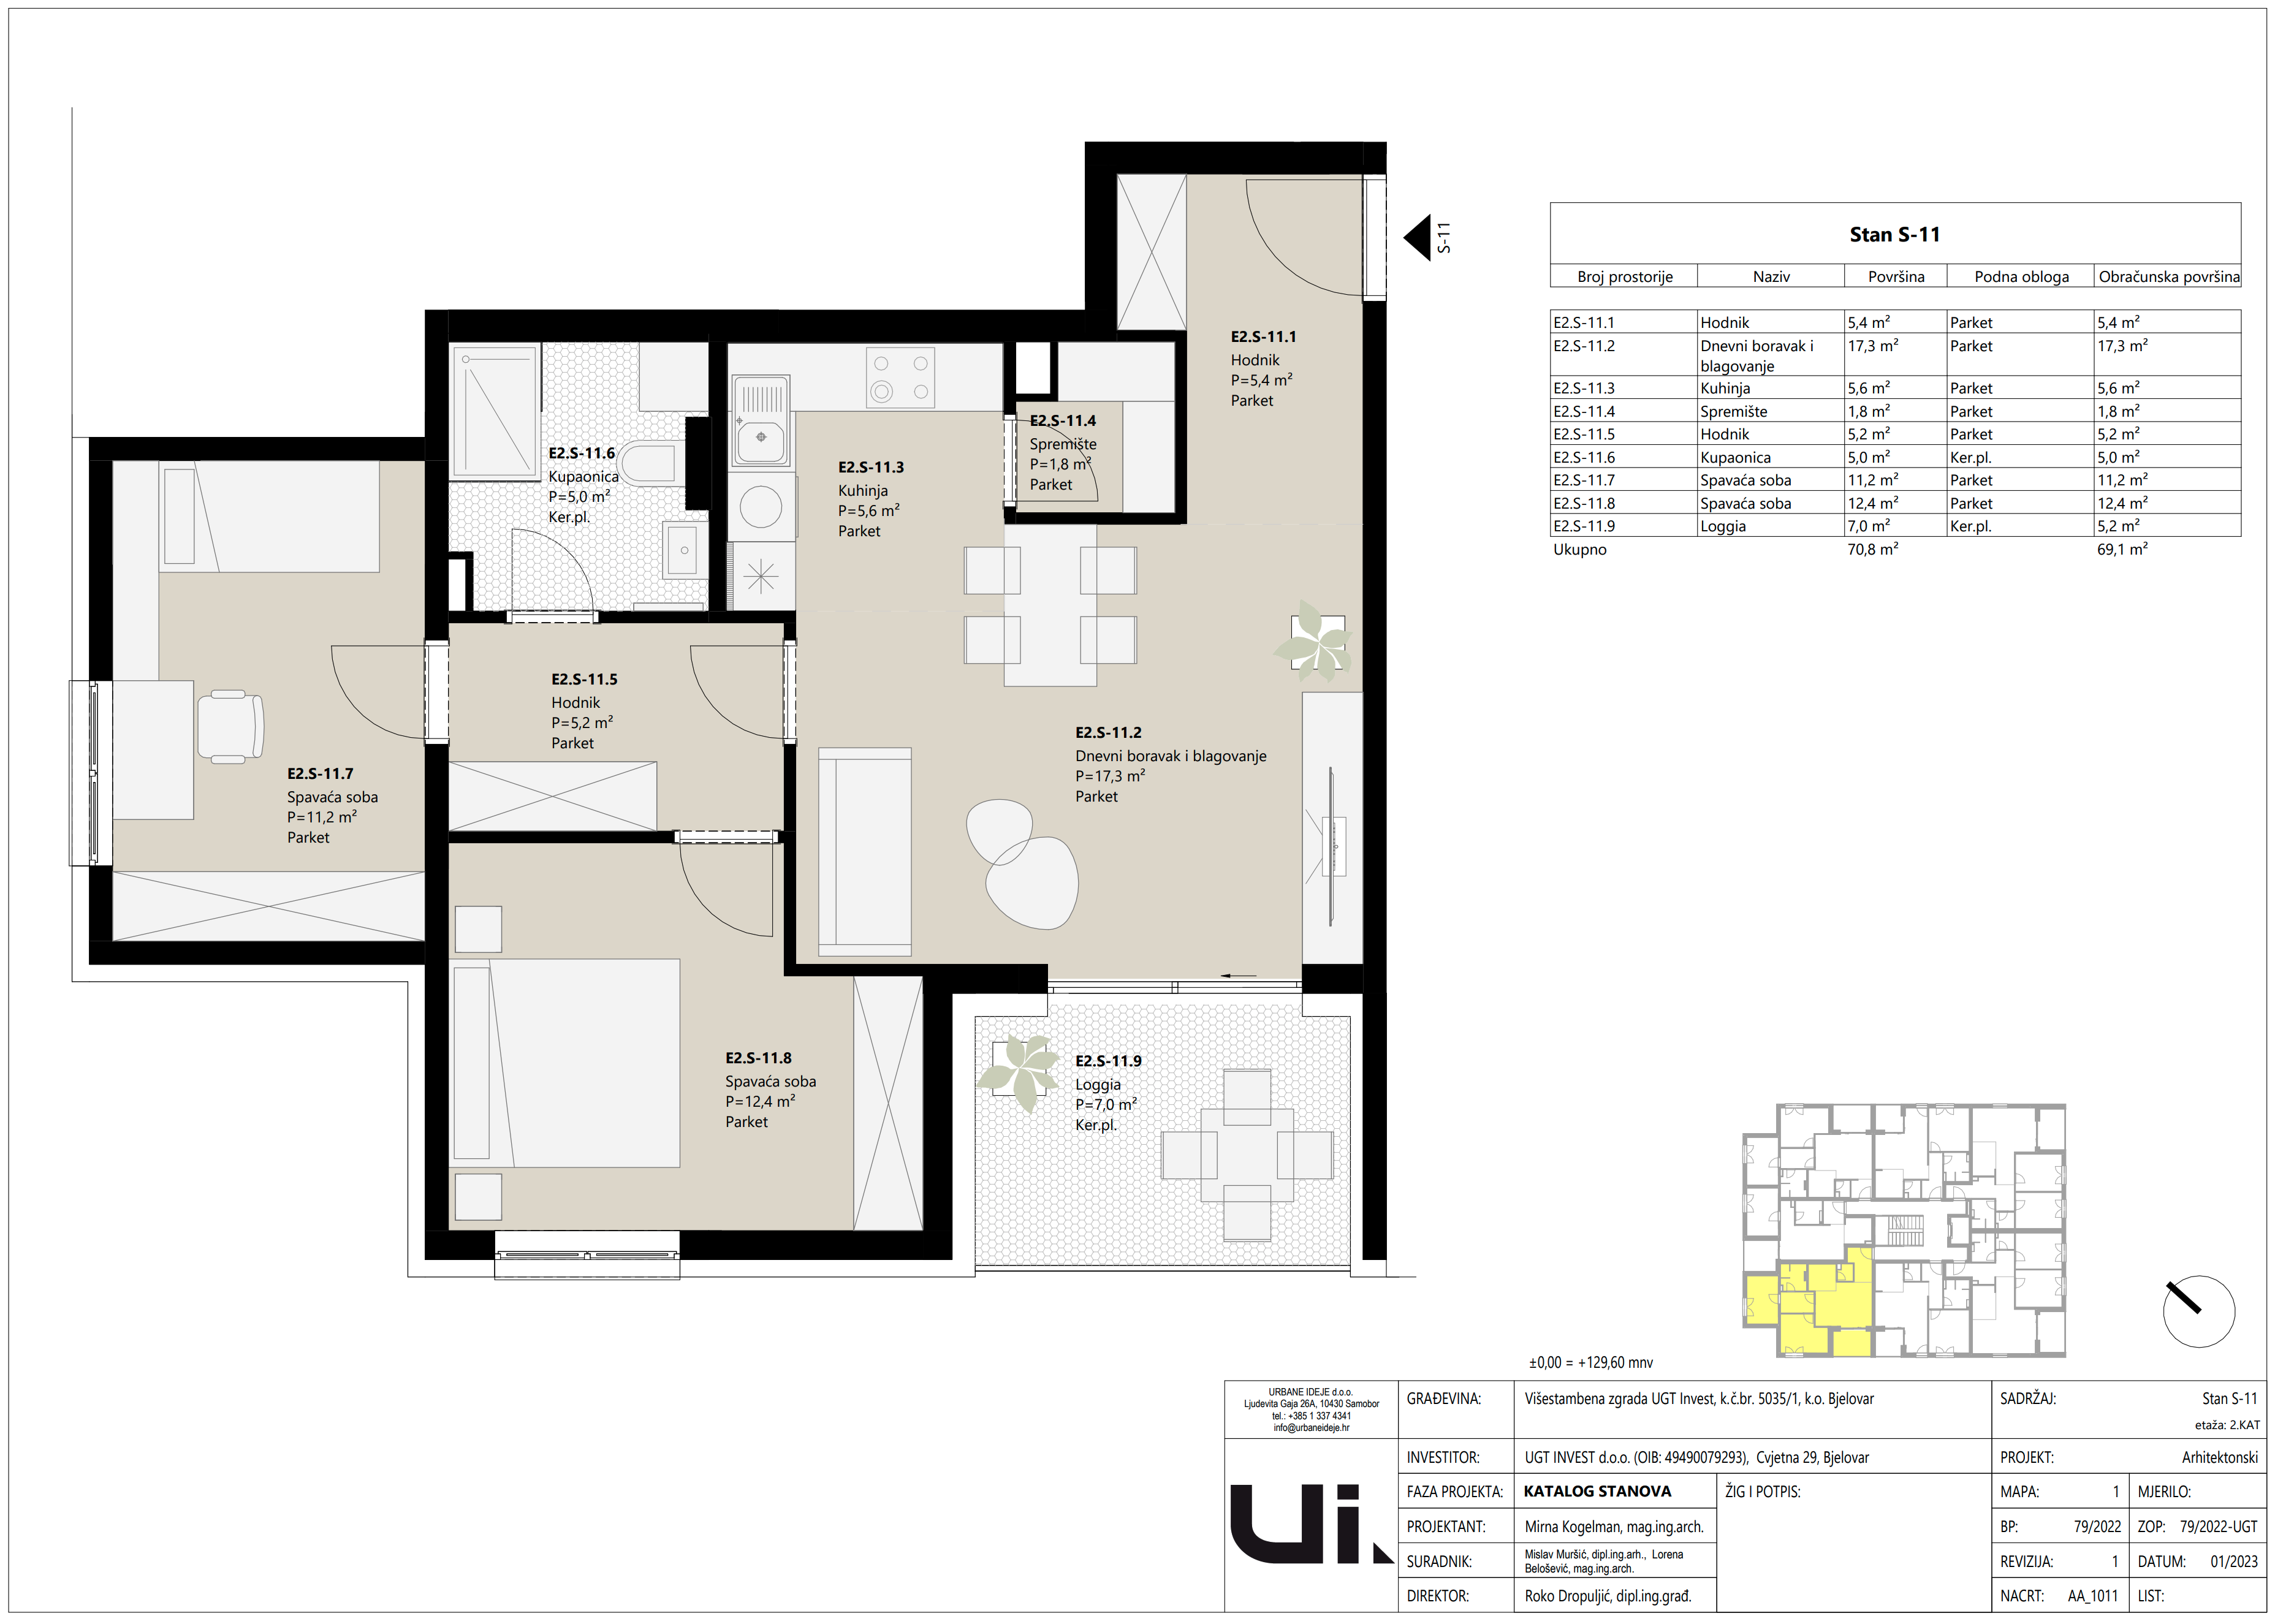 S-11
E2.S-11.1
Hodnik
P=5,4 m²
Parket
E2.S-11.4
Spremište
P=1,8 m²
Parket
E2.S-11.6
Kupaonica
P=5,0 m²
Ker.pl.
E2.S-11.3
Kuhinja
P=5,6 m²
Parket
E2.S-11.5
Hodnik
P=5,2 m²
Parket
E2.S-11.2
Dnevni boravak i blagovanje
P=17,3 m²
Parket
E2.S-11.7
Spavaća soba
P=11,2 m²
Parket
E2.S-11.8
Spavaća soba
P=12,4 m²
Parket
E2.S-11.9
Loggia
P=7,0 m²
Ker.pl.
Stan S-11
Broj prostorije Naziv Površina Podna obloga Obračunska površina
E2.S-11.1 Hodnik 5,4 m² Parket 5,4 m²
E2.S-11.2 Dnevni boravak i 17,3 m² Parket 17,3 m²
blagovanje
E2.S-11.3 Kuhinja 5,6 m² Parket 5,6 m²
E2.S-11.4 Spremište 1,8 m² Parket 1,8 m²
E2.S-11.5 Hodnik 5,2 m² Parket 5,2 m²
E2.S-11.6 Kupaonica 5,0 m² Ker.pl. 5,0 m²
E2.S-11.7 Spavaća soba 11,2 m² Parket 11,2 m²
E2.S-11.8 Spavaća soba 12,4 m² Parket 12,4 m²
E2.S-11.9 Loggia 7,0 m² Ker.pl. 5,2 m²
Ukupno 70,8 m² 69,1 m²
±0,00 = +129,60 mnv
URBANE IDEJE d.o.o.
Ljudevita Gaja 26A, 10430 Samobor
tel.: +385 1 337 4341
info@urbaneideje.hr
ui
GRAĐEVINA: Višestambena zgrada UGT Invest, k.č.br. 5035/1, k.o. Bjelovar
SADRŽAJ: Stan S-11
etaža: 2.KAT
INVESTITOR: UGT INVEST d.o.o. (OIB: 49490079293), Cvjetna 29, Bjelovar
PROJEKT: Arhitektonski
FAZA PROJEKTA: KATALOG STANOVA
ŽIG I POTPIS:
MAPA: 1 MJERILO:
PROJEKTANT: Mirna Kogelman, mag.ing.arch.
BP: 79/2022 ZOP: 79/2022-UGT
SURADNIK: Mislav Muršić, dipl.ing.arh., Lorena
Belošević, mag.ing.arch.
REVIZIJA: 1 DATUM: 01/2023
DIREKTOR: Roko Dropuljić, dipl.ing.građ.
NACRT: AA_1011 LIST: